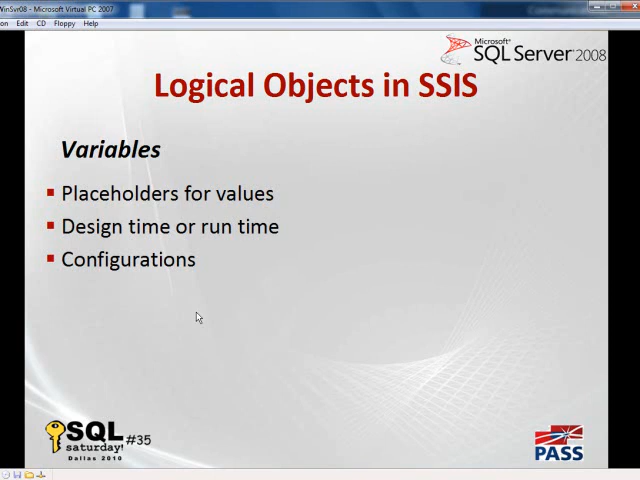 WinSvr08 - Microsoft Virtual PC 2007
on Edit CD Floppy Help
Microsoft®
SQL Server® 2008
Logical Objects in SSIS
Variables
Placeholders for values
Design time or run time
Configurations
SQL
saturday!
#35
Dallas 2010
PASS